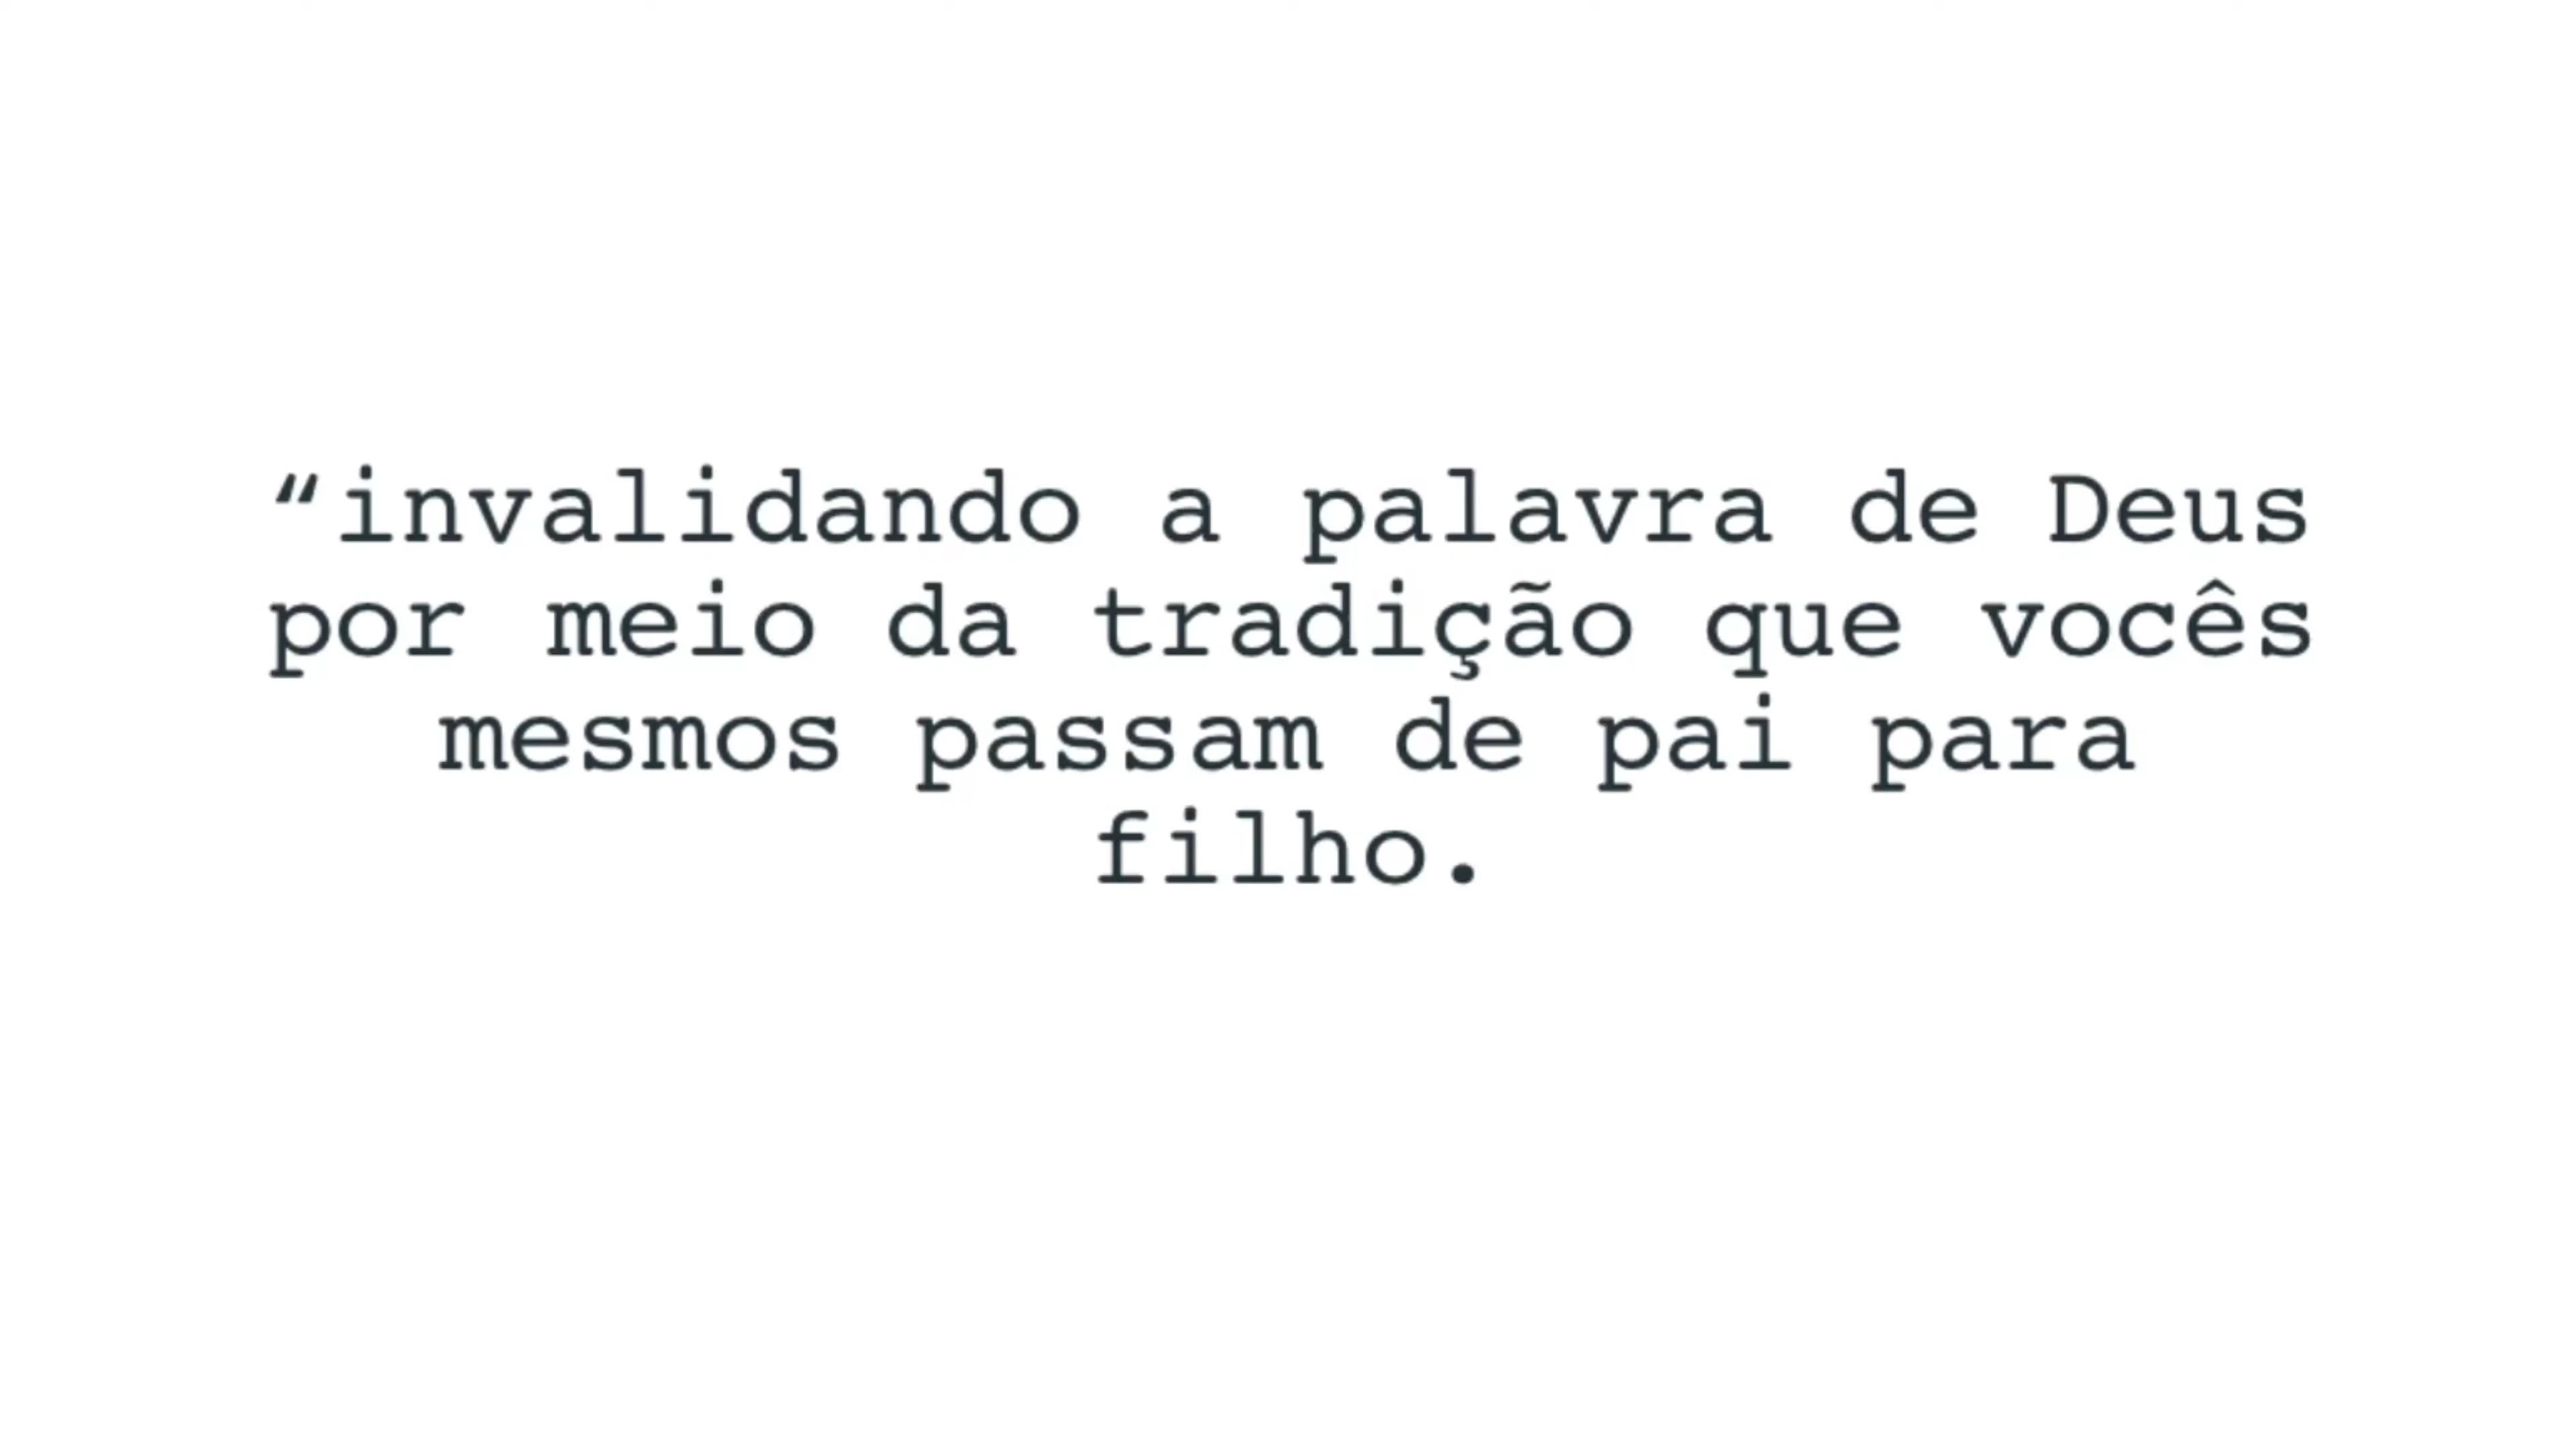 “invalidando a palavra de Deus
por meio da tradição que vocês
mesmos passam de pai para
filho.